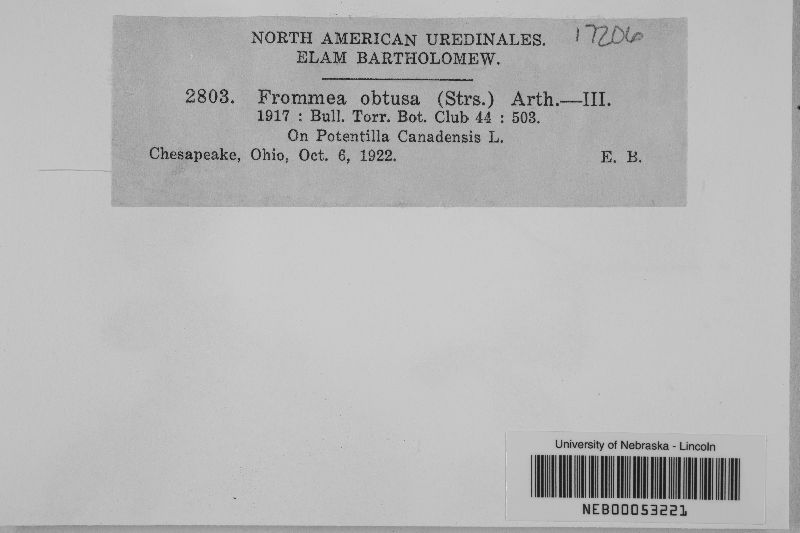 NORTH AMERICAN UREDINALES. 17206
ELAM BARTHOLOMEW.
2803. Frommea obtusa (Strs.) Arth.—III.
1917 : Bull. Torr. Bot. Club 44 : 503.
On Potentilla Canadensis L.
Chesapeake, Ohio, Oct. 6, 1922. E. B.
University of Nebraska - Lincoln
NEB00053221